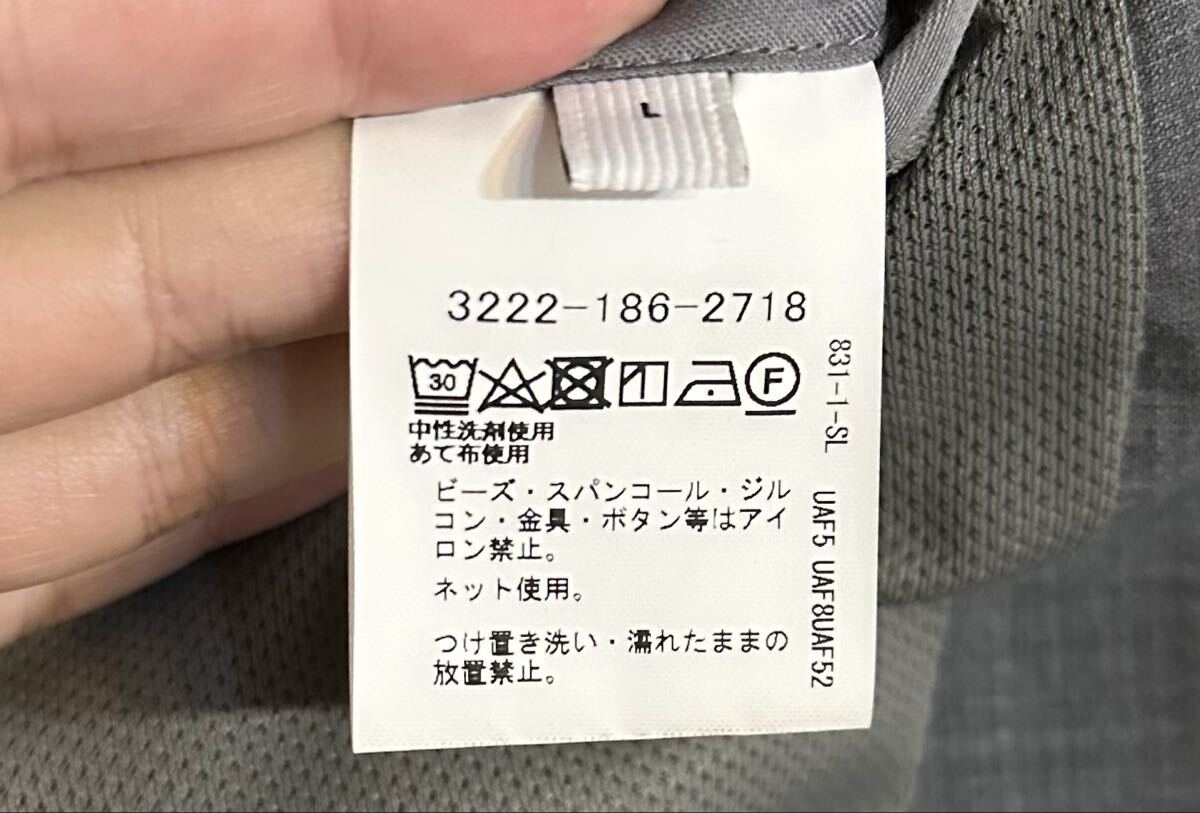 L
3222-186-2718
30
F
中性洗剤使用
あて布使用
ビーズ・スパンコール・ジル
コン・金具・ボタン等はアイ
ロン禁止。
ネット使用。
つけ置き洗い・濡れたままの
放置禁止。
831-1-SL UAF5 UAF8UAF52